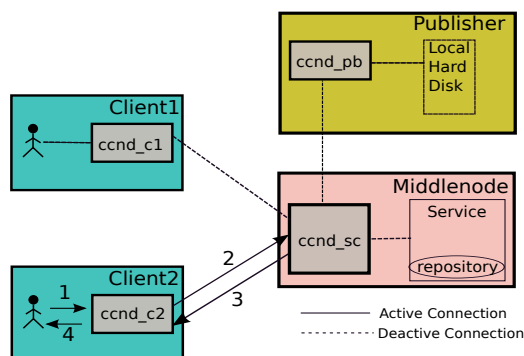 Publisher
ccnd_pb
Local
Hard
Disk
Client1
ccnd_c1
Middlenode
Service
ccnd_sc
repository
Client2
2
3
1
ccnd_c2
4
Active Connection
Deactive Connection